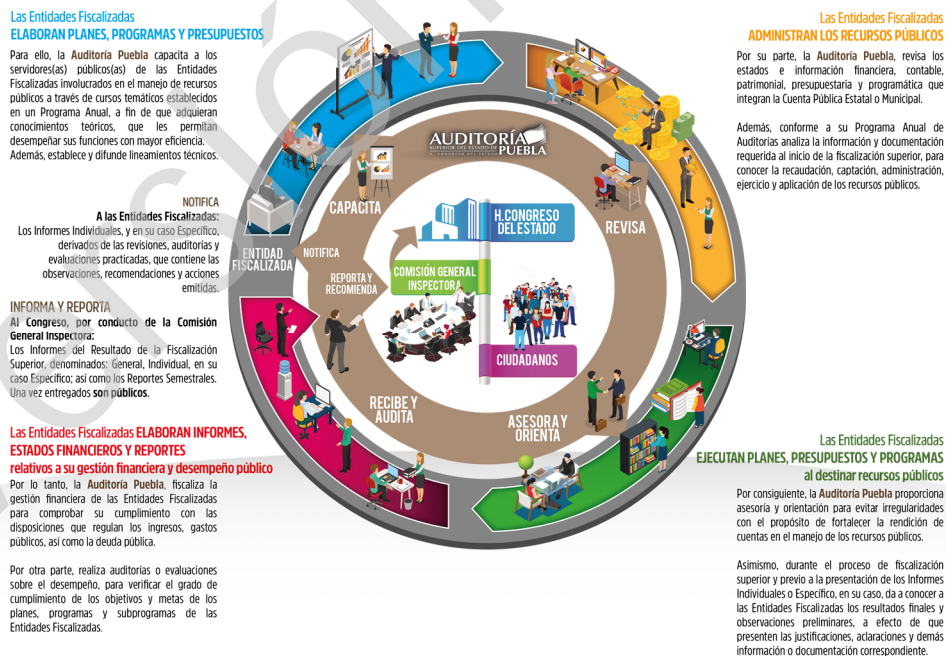 Las Entidades Fiscalizadas
ELABORAN PLANES, PROGRAMAS Y PRESUPUESTOS
Para ello, la Auditoría Puebla capacita a los
servidores(as) públicos(as) de las Entidades
Fiscalizadas involucrados en el manejo de recursos
públicos a través de cursos temáticos establecidos
en un Programa Anual, a fin de que adquieran
conocimientos teóricos, que les permitan
desempeñar sus funciones con mayor eficiencia.
Además, establece y difunde lineamientos técnicos.
NOTIFICA
A las Entidades Fiscalizadas:
Los Informes Individuales, y en su caso Específico,
derivados de las revisiones, auditorías y
evaluaciones practicadas, que contiene las
observaciones, recomendaciones y acciones
emitidas.
INFORMA Y REPORTA
Al Congreso, por conducto de la Comisión
General Inspectora:
Los Informes del Resultado de la Fiscalización
Superior, denominados: General, Individual, en su
caso Específico; así como los Reportes Semestrales.
Una vez entregados son públicos.
Las Entidades Fiscalizadas ELABORAN INFORMES,
ESTADOS FINANCIEROS Y REPORTES
relativos a su gestión financiera y desempeño público
Por lo tanto, la Auditoría Puebla, fiscaliza la
gestión financiera de las Entidades Fiscalizadas
para comprobar su cumplimiento con las
disposiciones que regulan los ingresos, gastos
públicos, así como la deuda pública.
Por otra parte, realiza auditorías o evaluaciones
sobre el desempeño, para verificar el grado de
cumplimiento de los objetivos y metas de los
planes, programas y subprogramas de las
Entidades Fiscalizadas.
AUDITORÍA
SUPERIOR DEL ESTADO DE PUEBLA
H. CONGRESO DEL ESTADO
CAPACITA
REVISA
ENTIDAD
FISCALIZADA
NOTIFICA
REPORTA Y
RECOMIENDA
H. CONGRESO
DEL ESTADO
COMISIÓN GENERAL
INSPECTORA
CIUDADANOS
RECIBE Y
AUDITA
ASESORA Y
ORIENTA
Las Entidades Fiscalizadas
ADMINISTRAN LOS RECURSOS PÚBLICOS
Por su parte, la Auditoría Puebla, revisa los
estados e información financiera, contable,
patrimonial, presupuestaria y programática que
integran la Cuenta Pública Estatal o Municipal.
Además, conforme a su Programa Anual de
Auditorías analiza la información y documentación
requerida al inicio de la fiscalización superior, para
conocer la recaudación, captación, administración,
ejercicio y aplicación de los recursos públicos.
Las Entidades Fiscalizadas
EJECUTAN PLANES, PRESUPUESTOS Y PROGRAMAS
al destinar recursos públicos
Por consiguiente, la Auditoría Puebla proporciona
asesoría y orientación para evitar irregularidades
con el propósito de fortalecer la rendición de
cuentas en el manejo de los recursos públicos.
Asimismo, durante el proceso de fiscalización
superior y previo a la presentación de los Informes
Individuales o Específico, en su caso, da a conocer a
las Entidades Fiscalizadas los resultados finales y
observaciones preliminares, a efecto de que
presenten las justificaciones, aclaraciones y demás
información o documentación correspondiente.